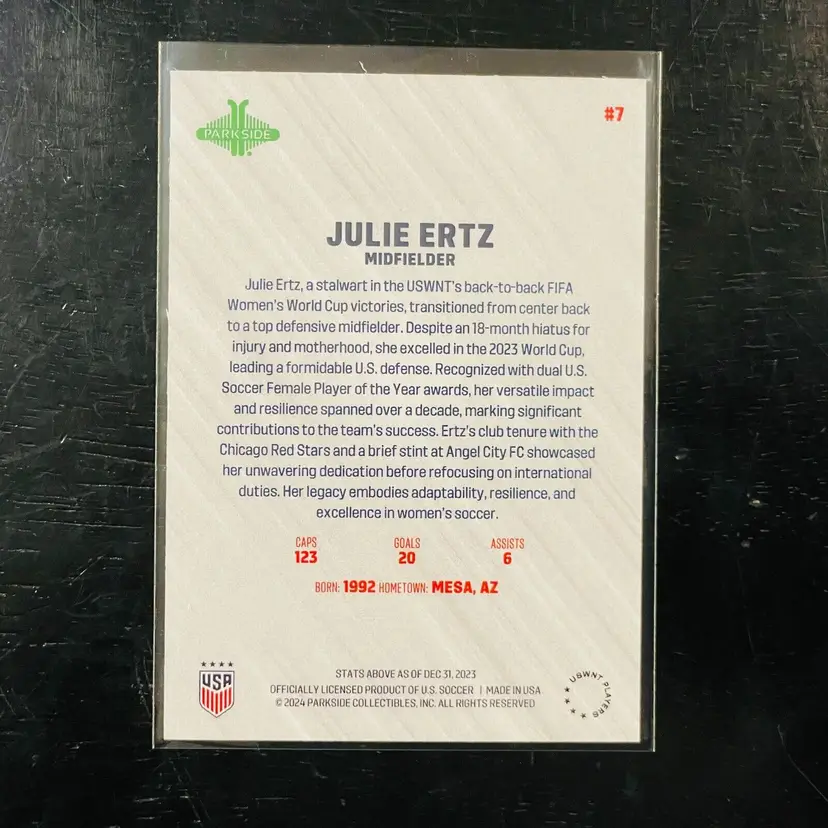 PARKSIDE
#7
JULIE ERTZ
MIDFIELDER
Julie Ertz, a stalwart in the USWNT's back-to-back FIFA
Women's World Cup victories, transitioned from center back
to a top defensive midfielder. Despite an 18-month hiatus for
injury and motherhood, she excelled in the 2023 World Cup,
leading a formidable U.S. defense. Recognized with dual U.S.
Soccer Female Player of the Year awards, her versatile impact
and resilience spanned over a decade, marking significant
contributions to the team's success. Ertz's club tenure with the
Chicago Red Stars and a brief stint at Angel City FC showcased
her unwavering dedication before refocusing on international
duties. Her legacy embodies adaptability, resilience, and
excellence in women's soccer.
CAPS GOALS ASSISTS
123 20 6
BORN: 1992 HOMETOWN: MESA, AZ
USA
STATS ABOVE AS OF DEC 31, 2023
OFFICIALLY LICENSED PRODUCT OF U.S. SOCCER | MADE IN USA
© 2024 PARKSIDE COLLECTIBLES, INC. ALL RIGHTS RESERVED
USWNT PLAYERS